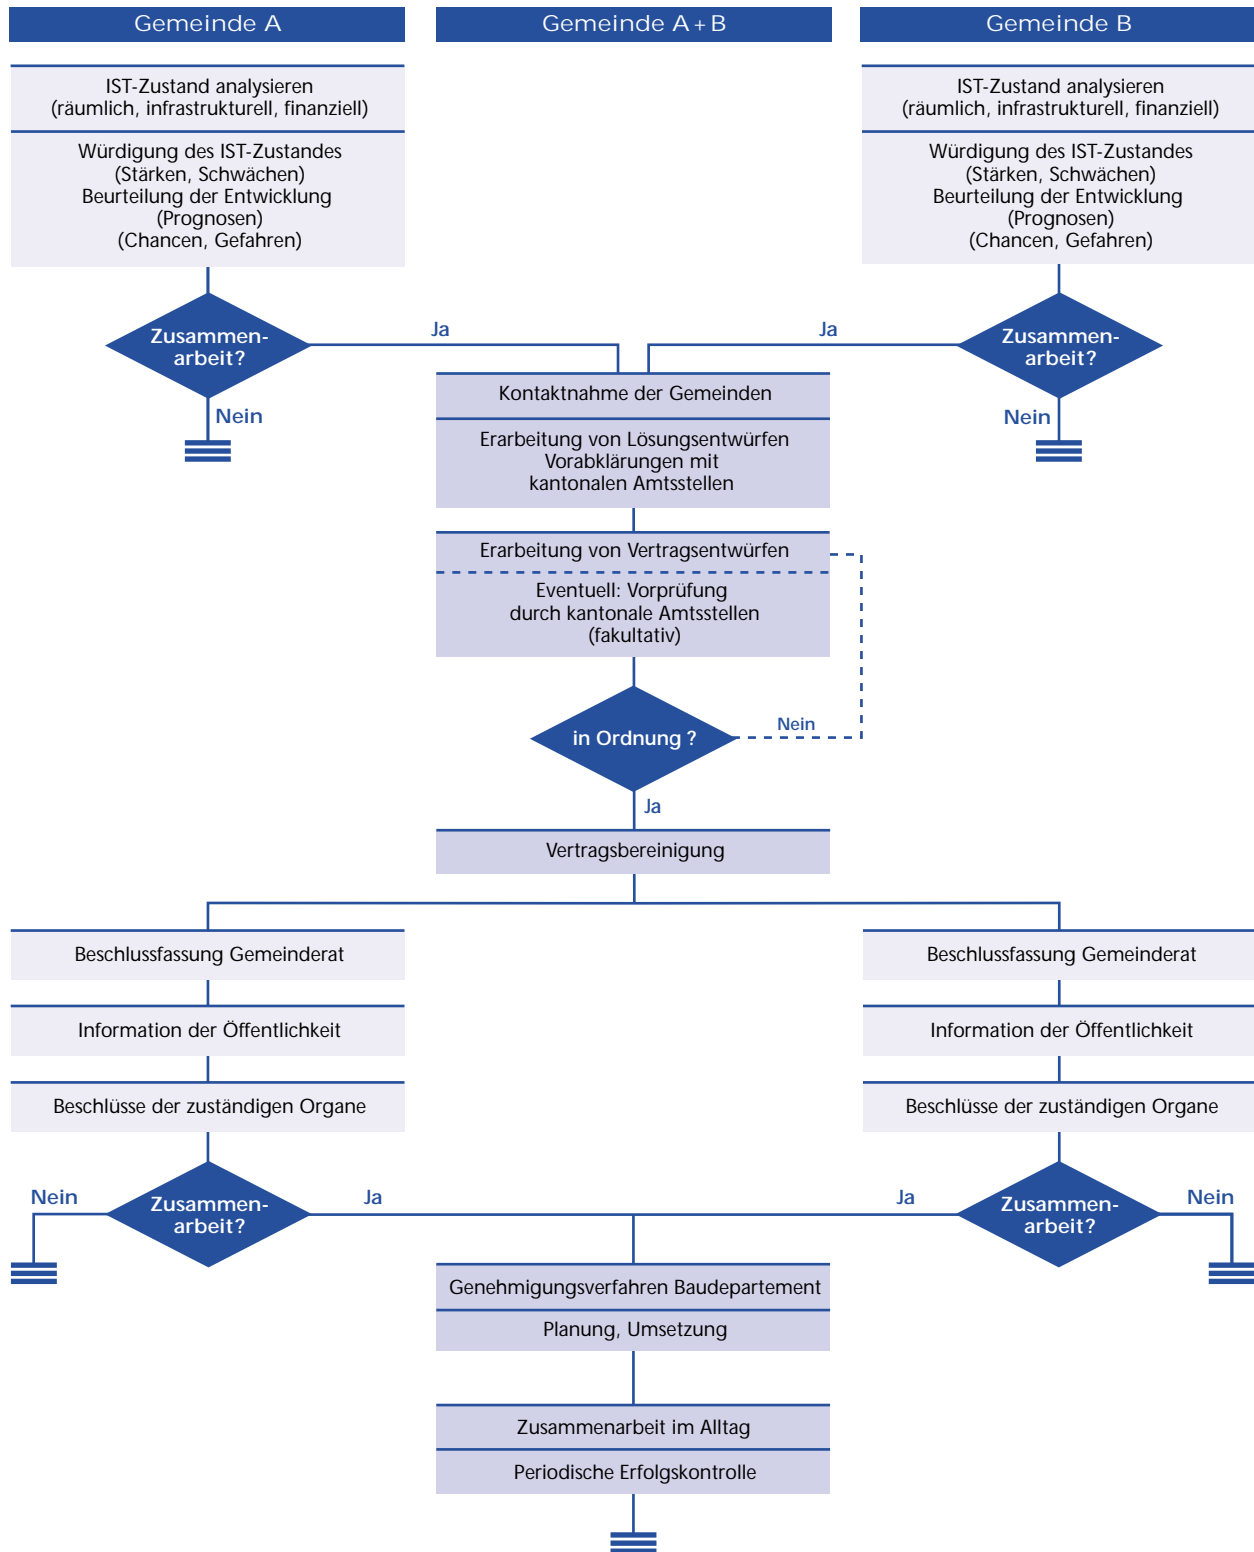 Gemeinde A
Gemeinde A + B
Gemeinde B
IST-Zustand analysieren
(räumlich, infrastrukturell, finanziell)
Würdigung des IST-Zustandes
(Stärken, Schwächen)
Beurteilung der Entwicklung
(Prognosen)
(Chancen, Gefahren)
IST-Zustand analysieren
(räumlich, infrastrukturell, finanziell)
Würdigung des IST-Zustandes
(Stärken, Schwächen)
Beurteilung der Entwicklung
(Prognosen)
(Chancen, Gefahren)
Zusammen-
arbeit?
Ja
Nein
Ja
Zusammen-
arbeit?
Nein
Kontaktnahme der Gemeinden
Erarbeitung von Lösungsentwürfen
Vorabklärungen mit
kantonalen Amtsstellen
Erarbeitung von Vertragsentwürfen
Eventuell: Vorprüfung
durch kantonale Amtsstellen
(fakultativ)
in Ordnung ?
Nein
Ja
Vertragsbereinigung
Beschlussfassung Gemeinderat
Information der Öffentlichkeit
Beschlüsse der zuständigen Organe
Beschlussfassung Gemeinderat
Information der Öffentlichkeit
Beschlüsse der zuständigen Organe
Nein
Zusammen-
arbeit?
Ja
Ja
Zusammen-
arbeit?
Nein
Genehmigungsverfahren Baudepartement
Planung, Umsetzung
Zusammenarbeit im Alltag
Periodische Erfolgskontrolle